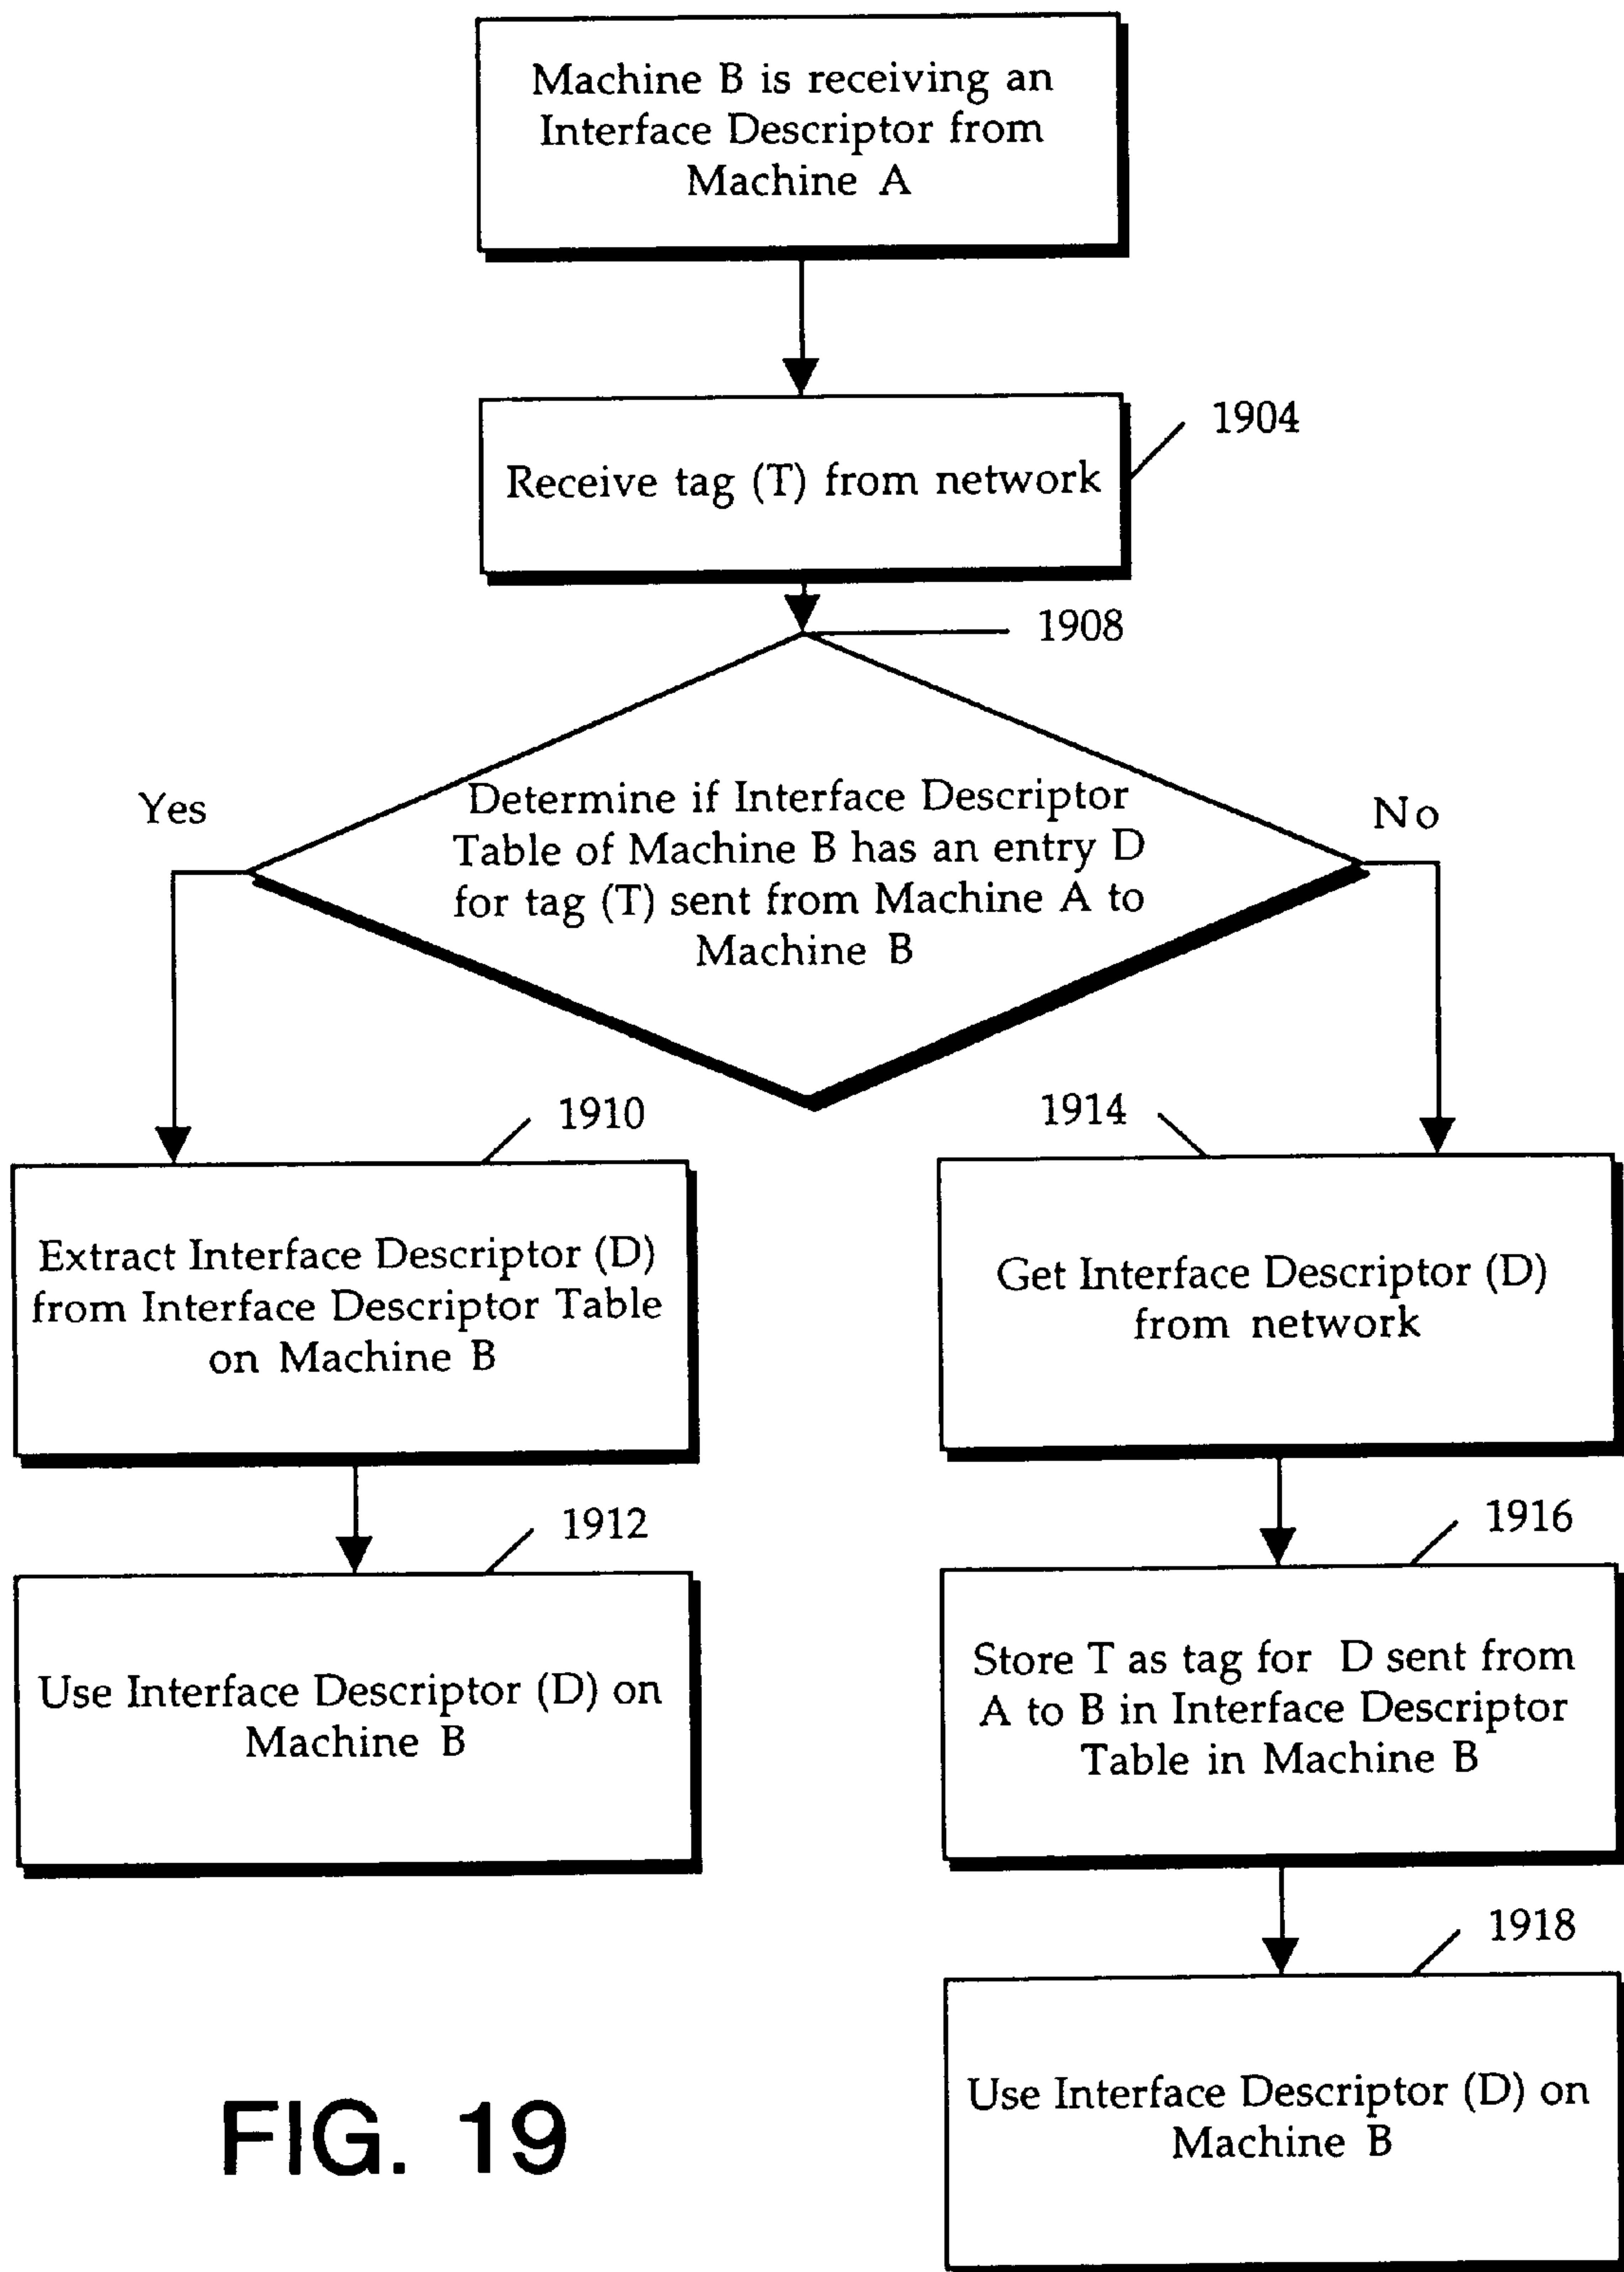 Machine B is receiving an
Interface Descriptor from
Machine A
1904
Receive tag (T) from network
1908
Yes
No
Determine if Interface Descriptor
Table of Machine B has an entry D
for tag (T) sent from Machine A to
Machine B
1910
1914
Extract Interface Descriptor (D)
from Interface Descriptor Table
on Machine B
Get Interface Descriptor (D)
from network
1912
1916
Use Interface Descriptor (D) on
Machine B
Store T as tag for D sent from
A to B in Interface Descriptor
Table in Machine B
1918
Use Interface Descriptor (D) on
Machine B
FIG. 19